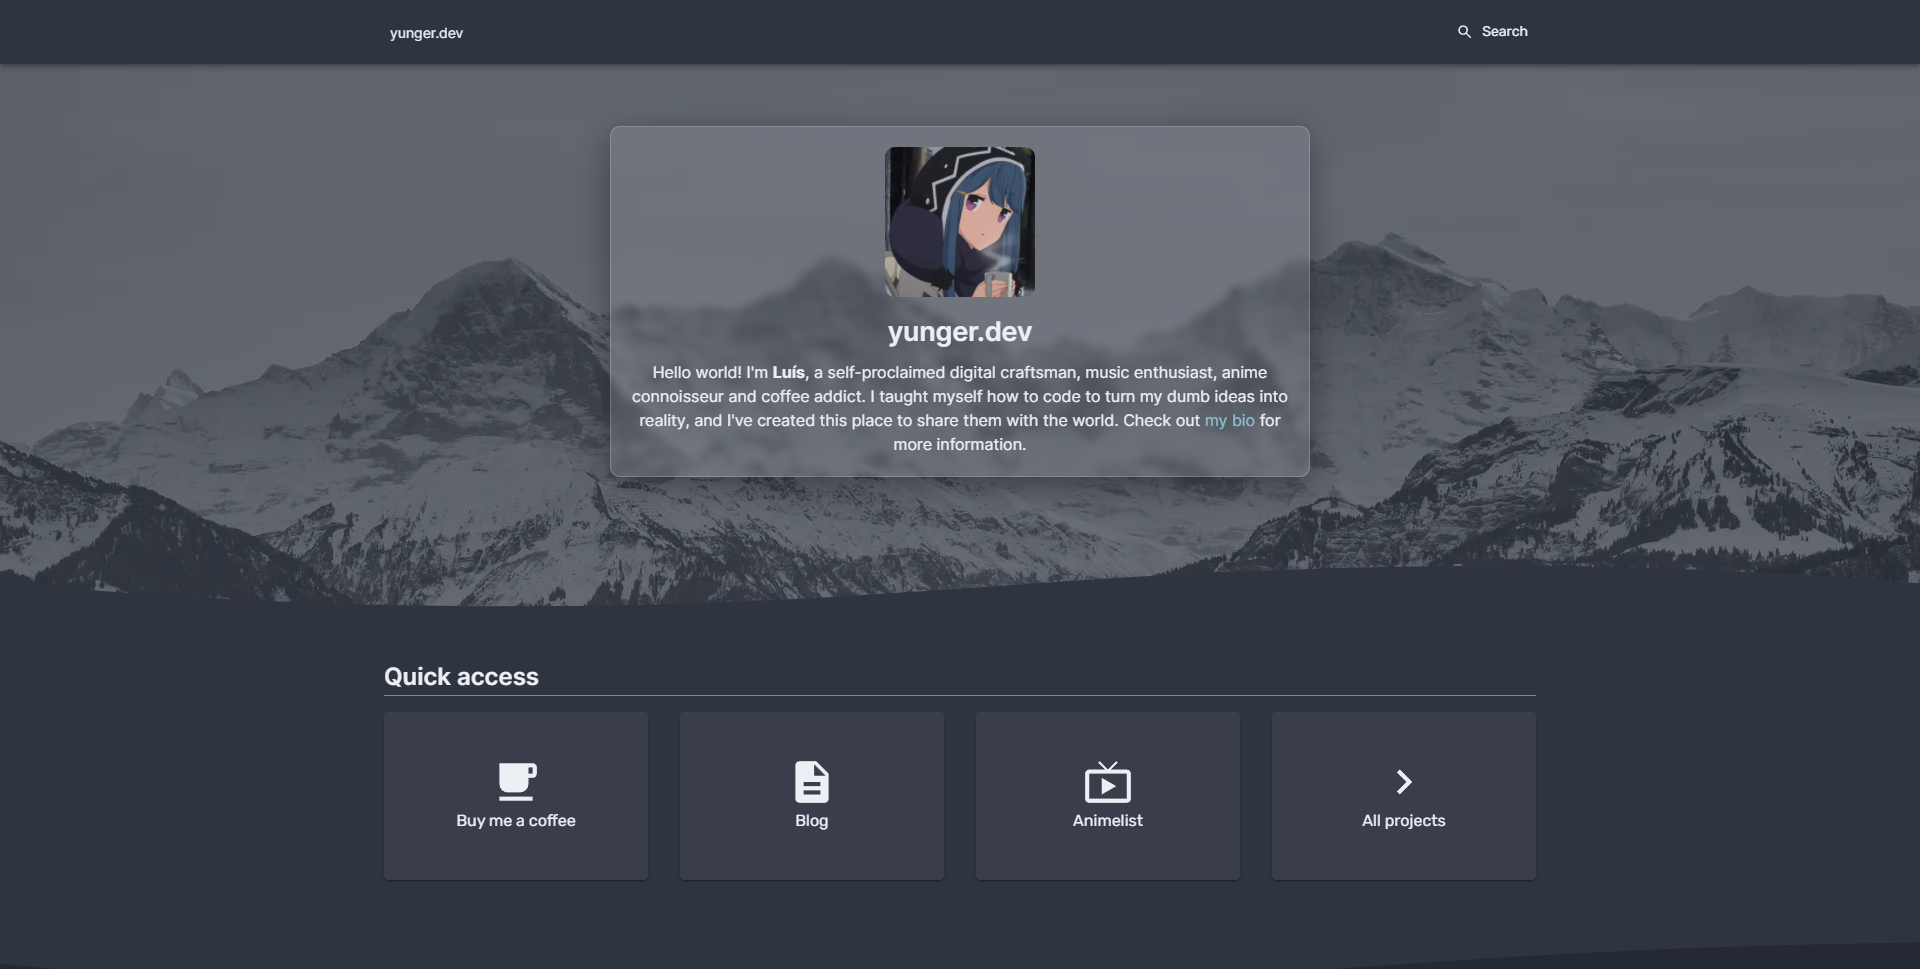 yunger.dev
Search
yunger.dev
Hello world! I'm Luís, a self-proclaimed digital craftsman, music enthusiast, anime
connoisseur and coffee addict. I taught myself how to code to turn my dumb ideas into
reality, and I've created this place to share them with the world. Check out my bio for
more information.
Quick access
Buy me a coffee
Blog
Animelist
All projects